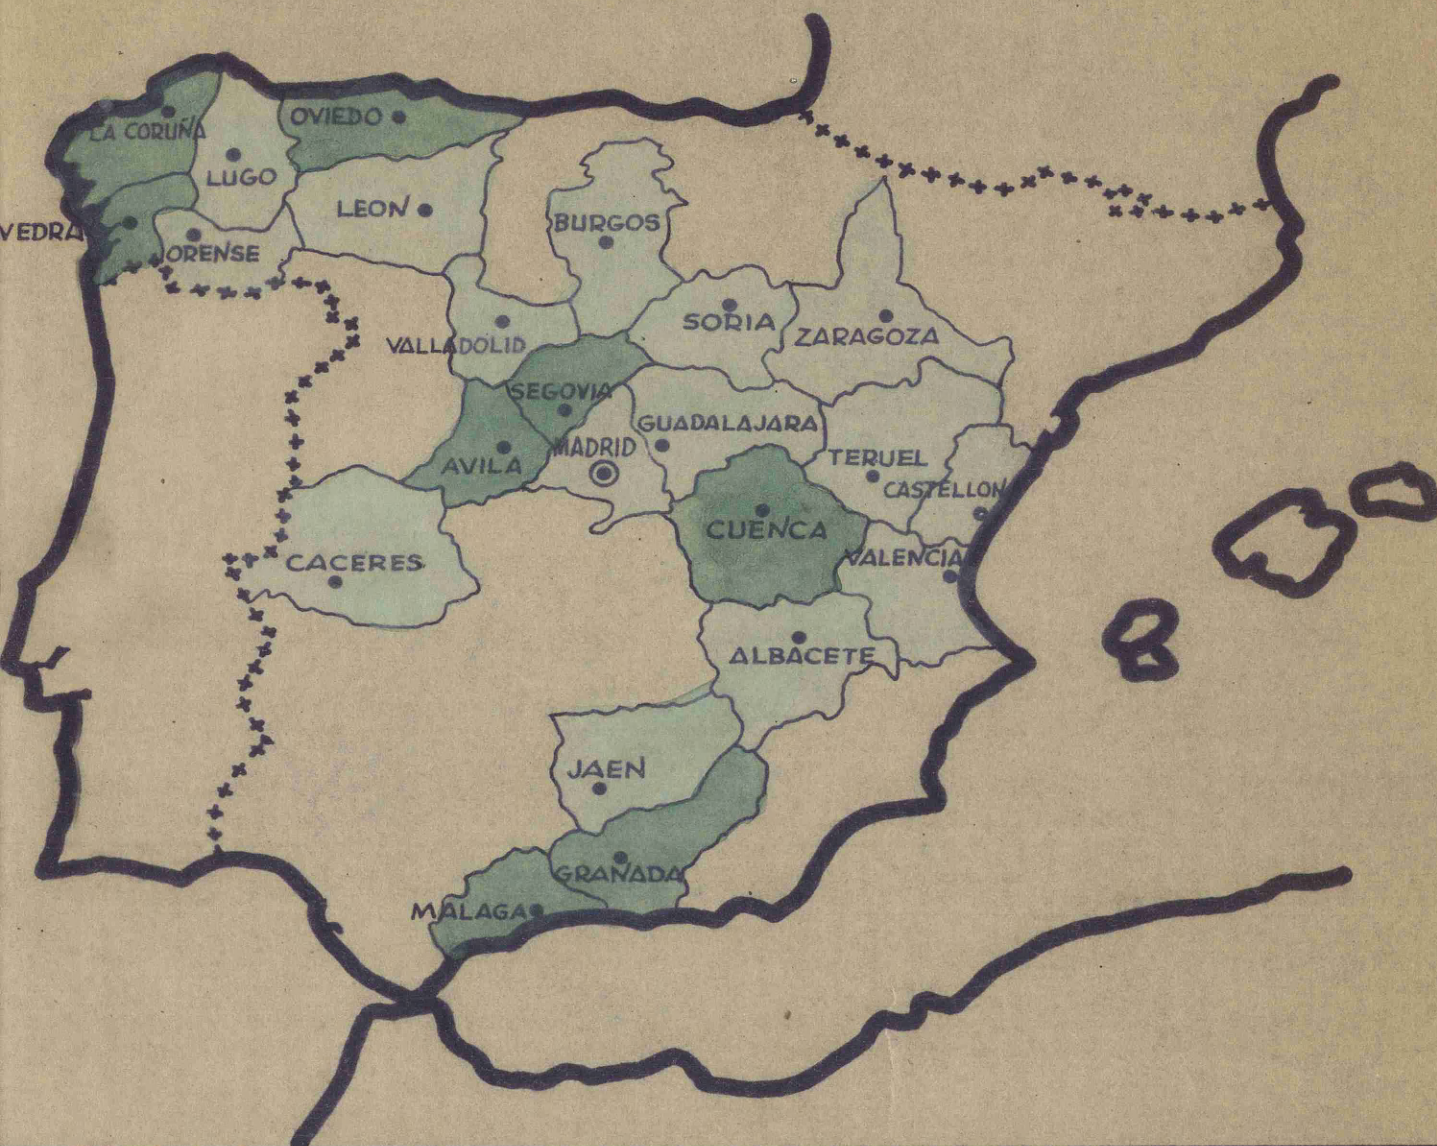 LA CORUÑA
OVIEDO
LUGO
LEON
VEDRA
ORENSE
BURGOS
SORIA
ZARAGOZA
VALLADOLID
SEGOVIA
GUADALAJARA
MADRID
AVILA
TERUEL
CASTELLON
CUENCA
CACERES
VALENCIA
ALBACETE
JAEN
GRANADA
MALAGA